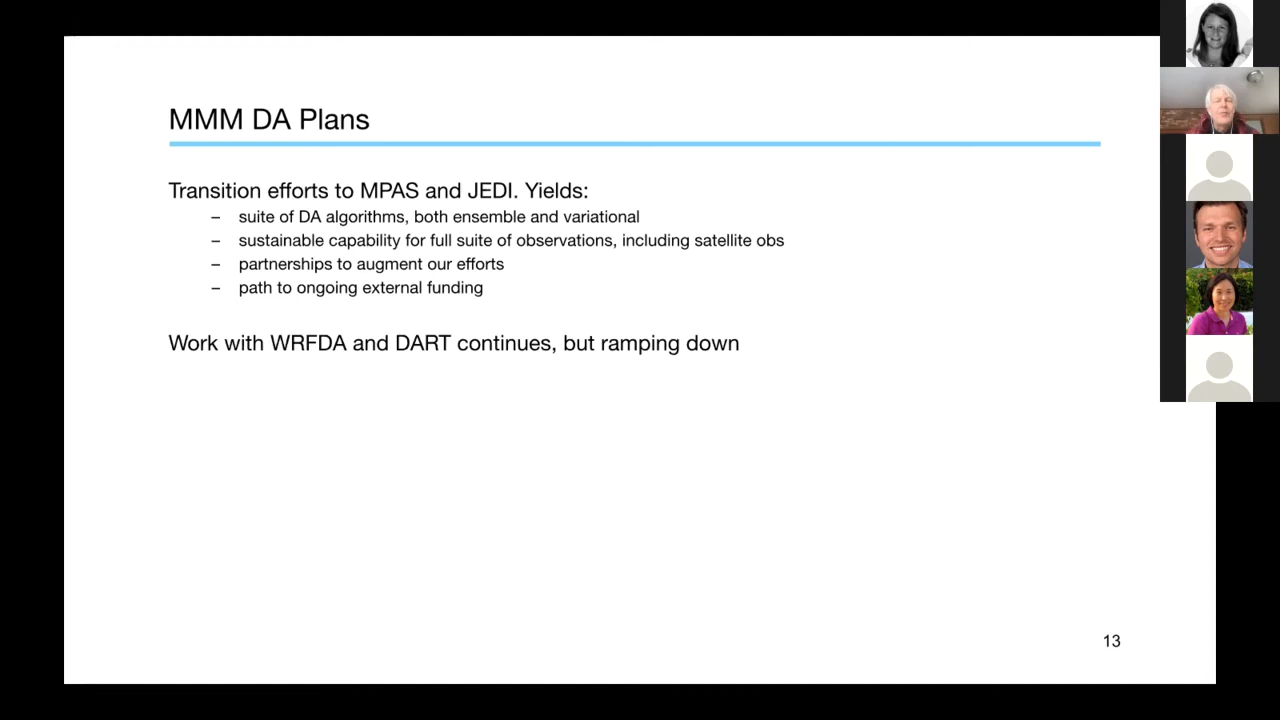 MMM DA Plans
Transition efforts to MPAS and JEDI. Yields:
– suite of DA algorithms, both ensemble and variational
– sustainable capability for full suite of observations, including satellite obs
– partnerships to augment our efforts
– path to ongoing external funding
Work with WRFDA and DART continues, but ramping down
13